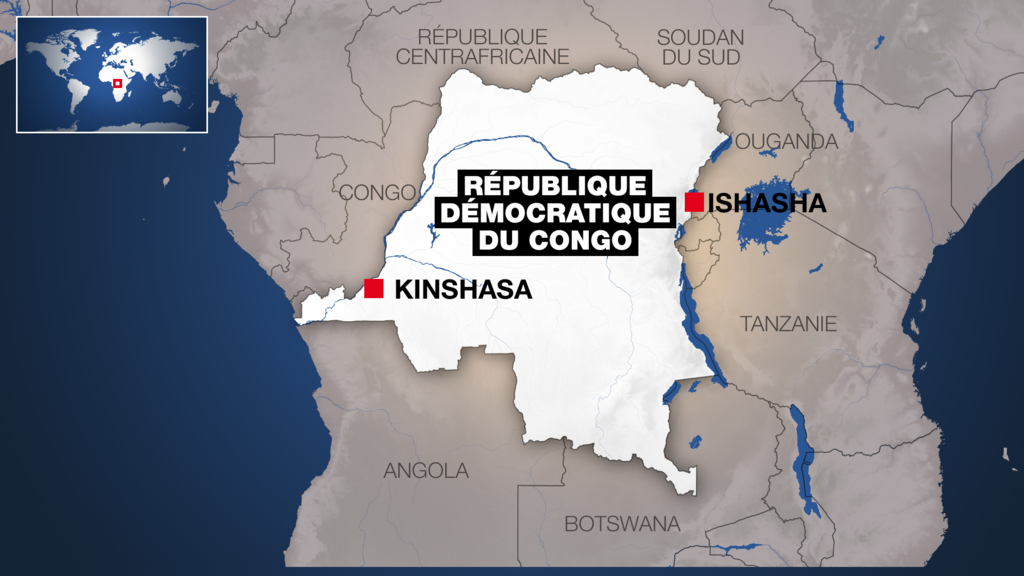 RÉPUBLIQUE
CENTRAFRICAINE
SOUDAN
DU SUD
OUGANDA
CONGO
RÉPUBLIQUE
DÉMOCRATIQUE
DU CONGO
ISHASHA
KINSHASA
TANZANIE
ANGOLA
BOTSWANA